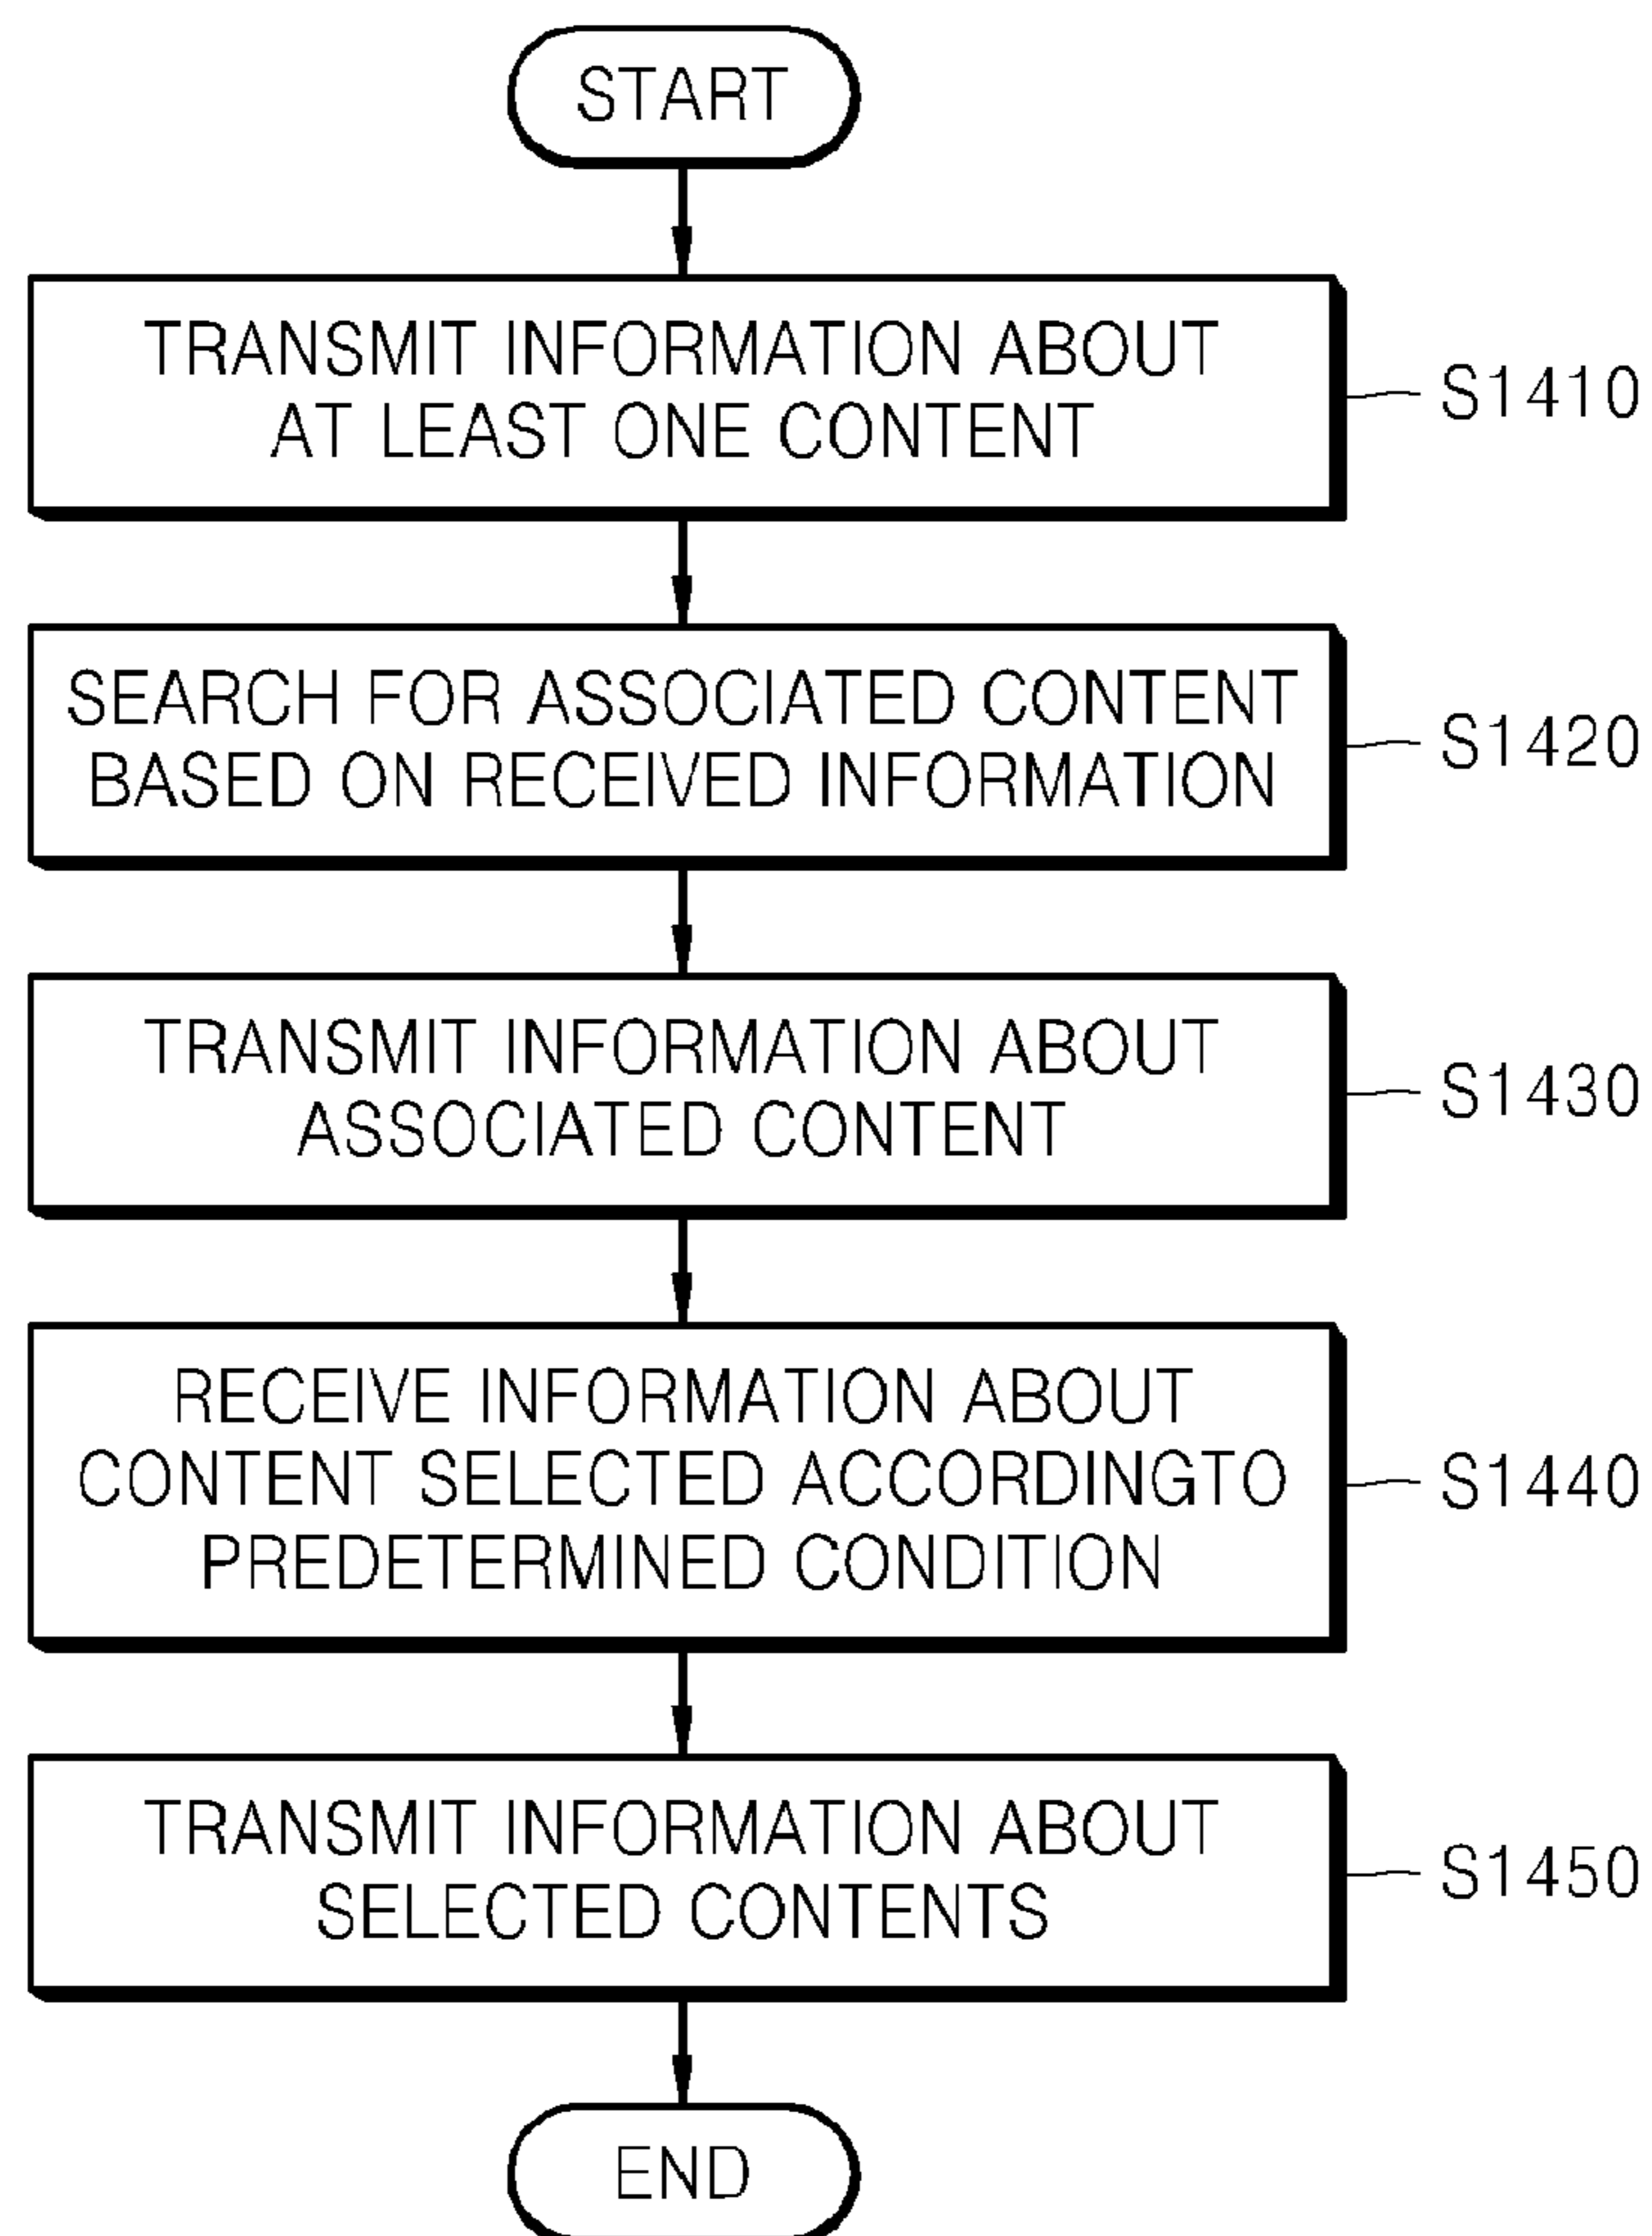 START
TRANSMIT INFORMATION ABOUT
AT LEAST ONE CONTENT
S1410
SEARCH FOR ASSOCIATED CONTENT
BASED ON RECEIVED INFORMATION
S1420
TRANSMIT INFORMATION ABOUT
ASSOCIATED CONTENT
S1430
RECEIVE INFORMATION ABOUT
CONTENT SELECTED ACCORDINGTO
PREDETERMINED CONDITION
S1440
TRANSMIT INFORMATION ABOUT
SELECTED CONTENTS
S1450
END